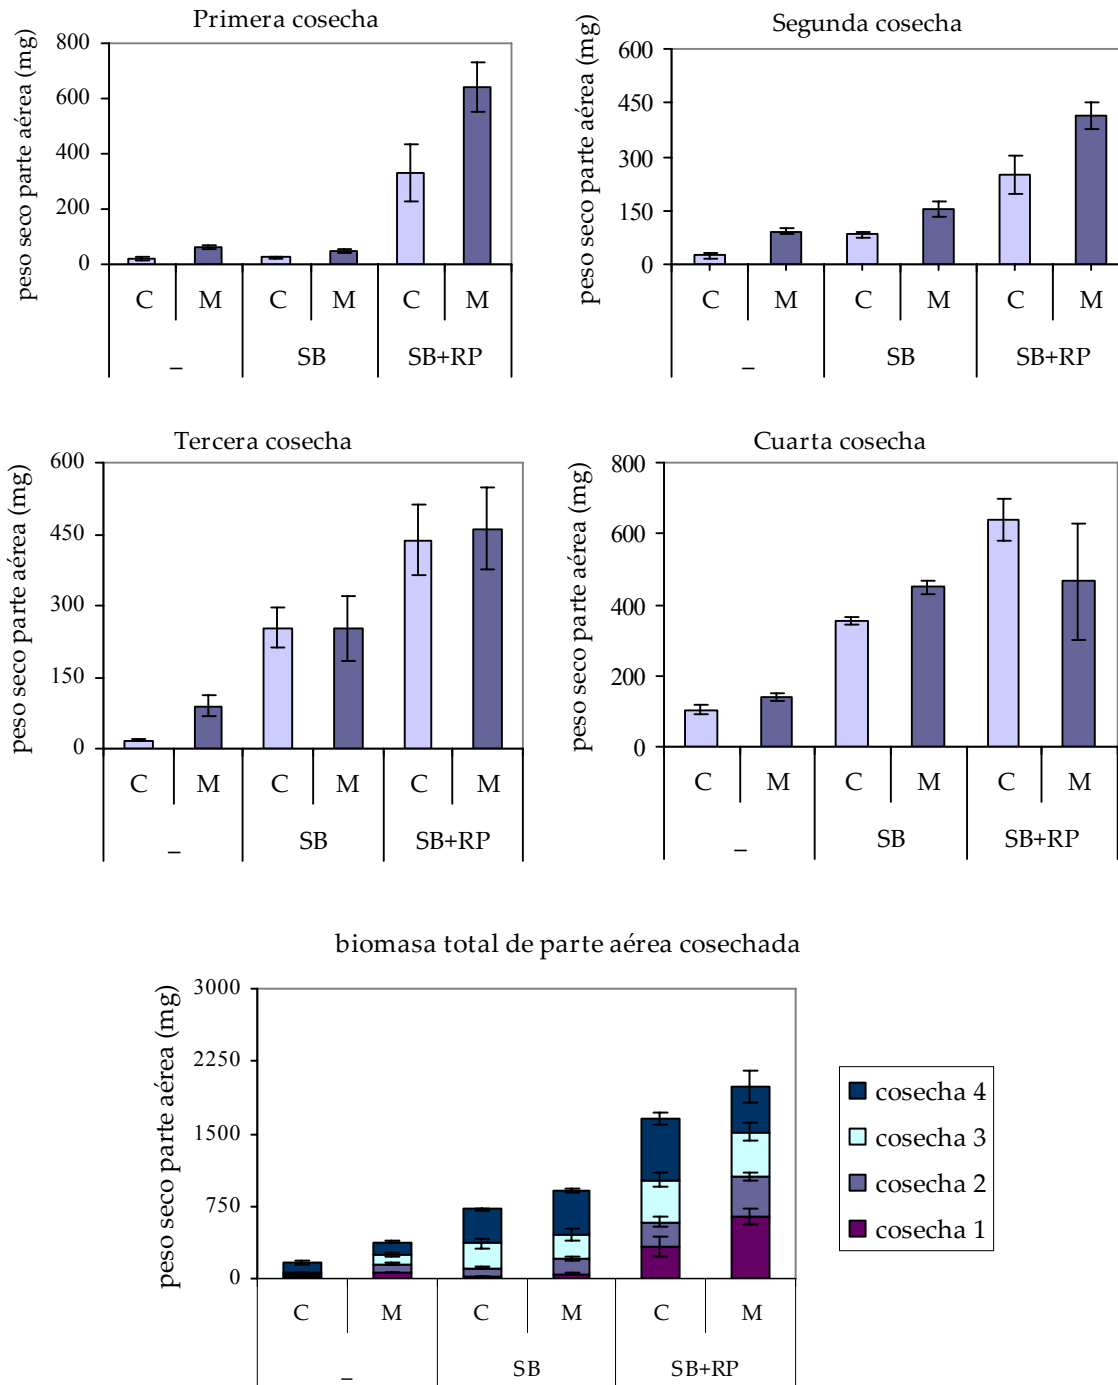 Primera cosecha
peso seco parte aérea (mg)
800
600
400
200
0
C M C M C M
_ SB SB+RP
Segunda cosecha
peso seco parte aérea (mg)
600
450
300
150
0
C M C M C M
_ SB SB+RP
Tercera cosecha
peso seco parte aérea (mg)
600
450
300
150
0
C M C M C M
_ SB SB+RP
Cuarta cosecha
peso seco parte aérea (mg)
800
600
400
200
0
C M C M C M
_ SB SB+RP
biomasa total de parte aérea cosechada
peso seco parte aérea (mg)
3000
2250
1500
750
0
C M C M C M
_ SB SB+RP
cosecha 4
cosecha 3
cosecha 2
cosecha 1